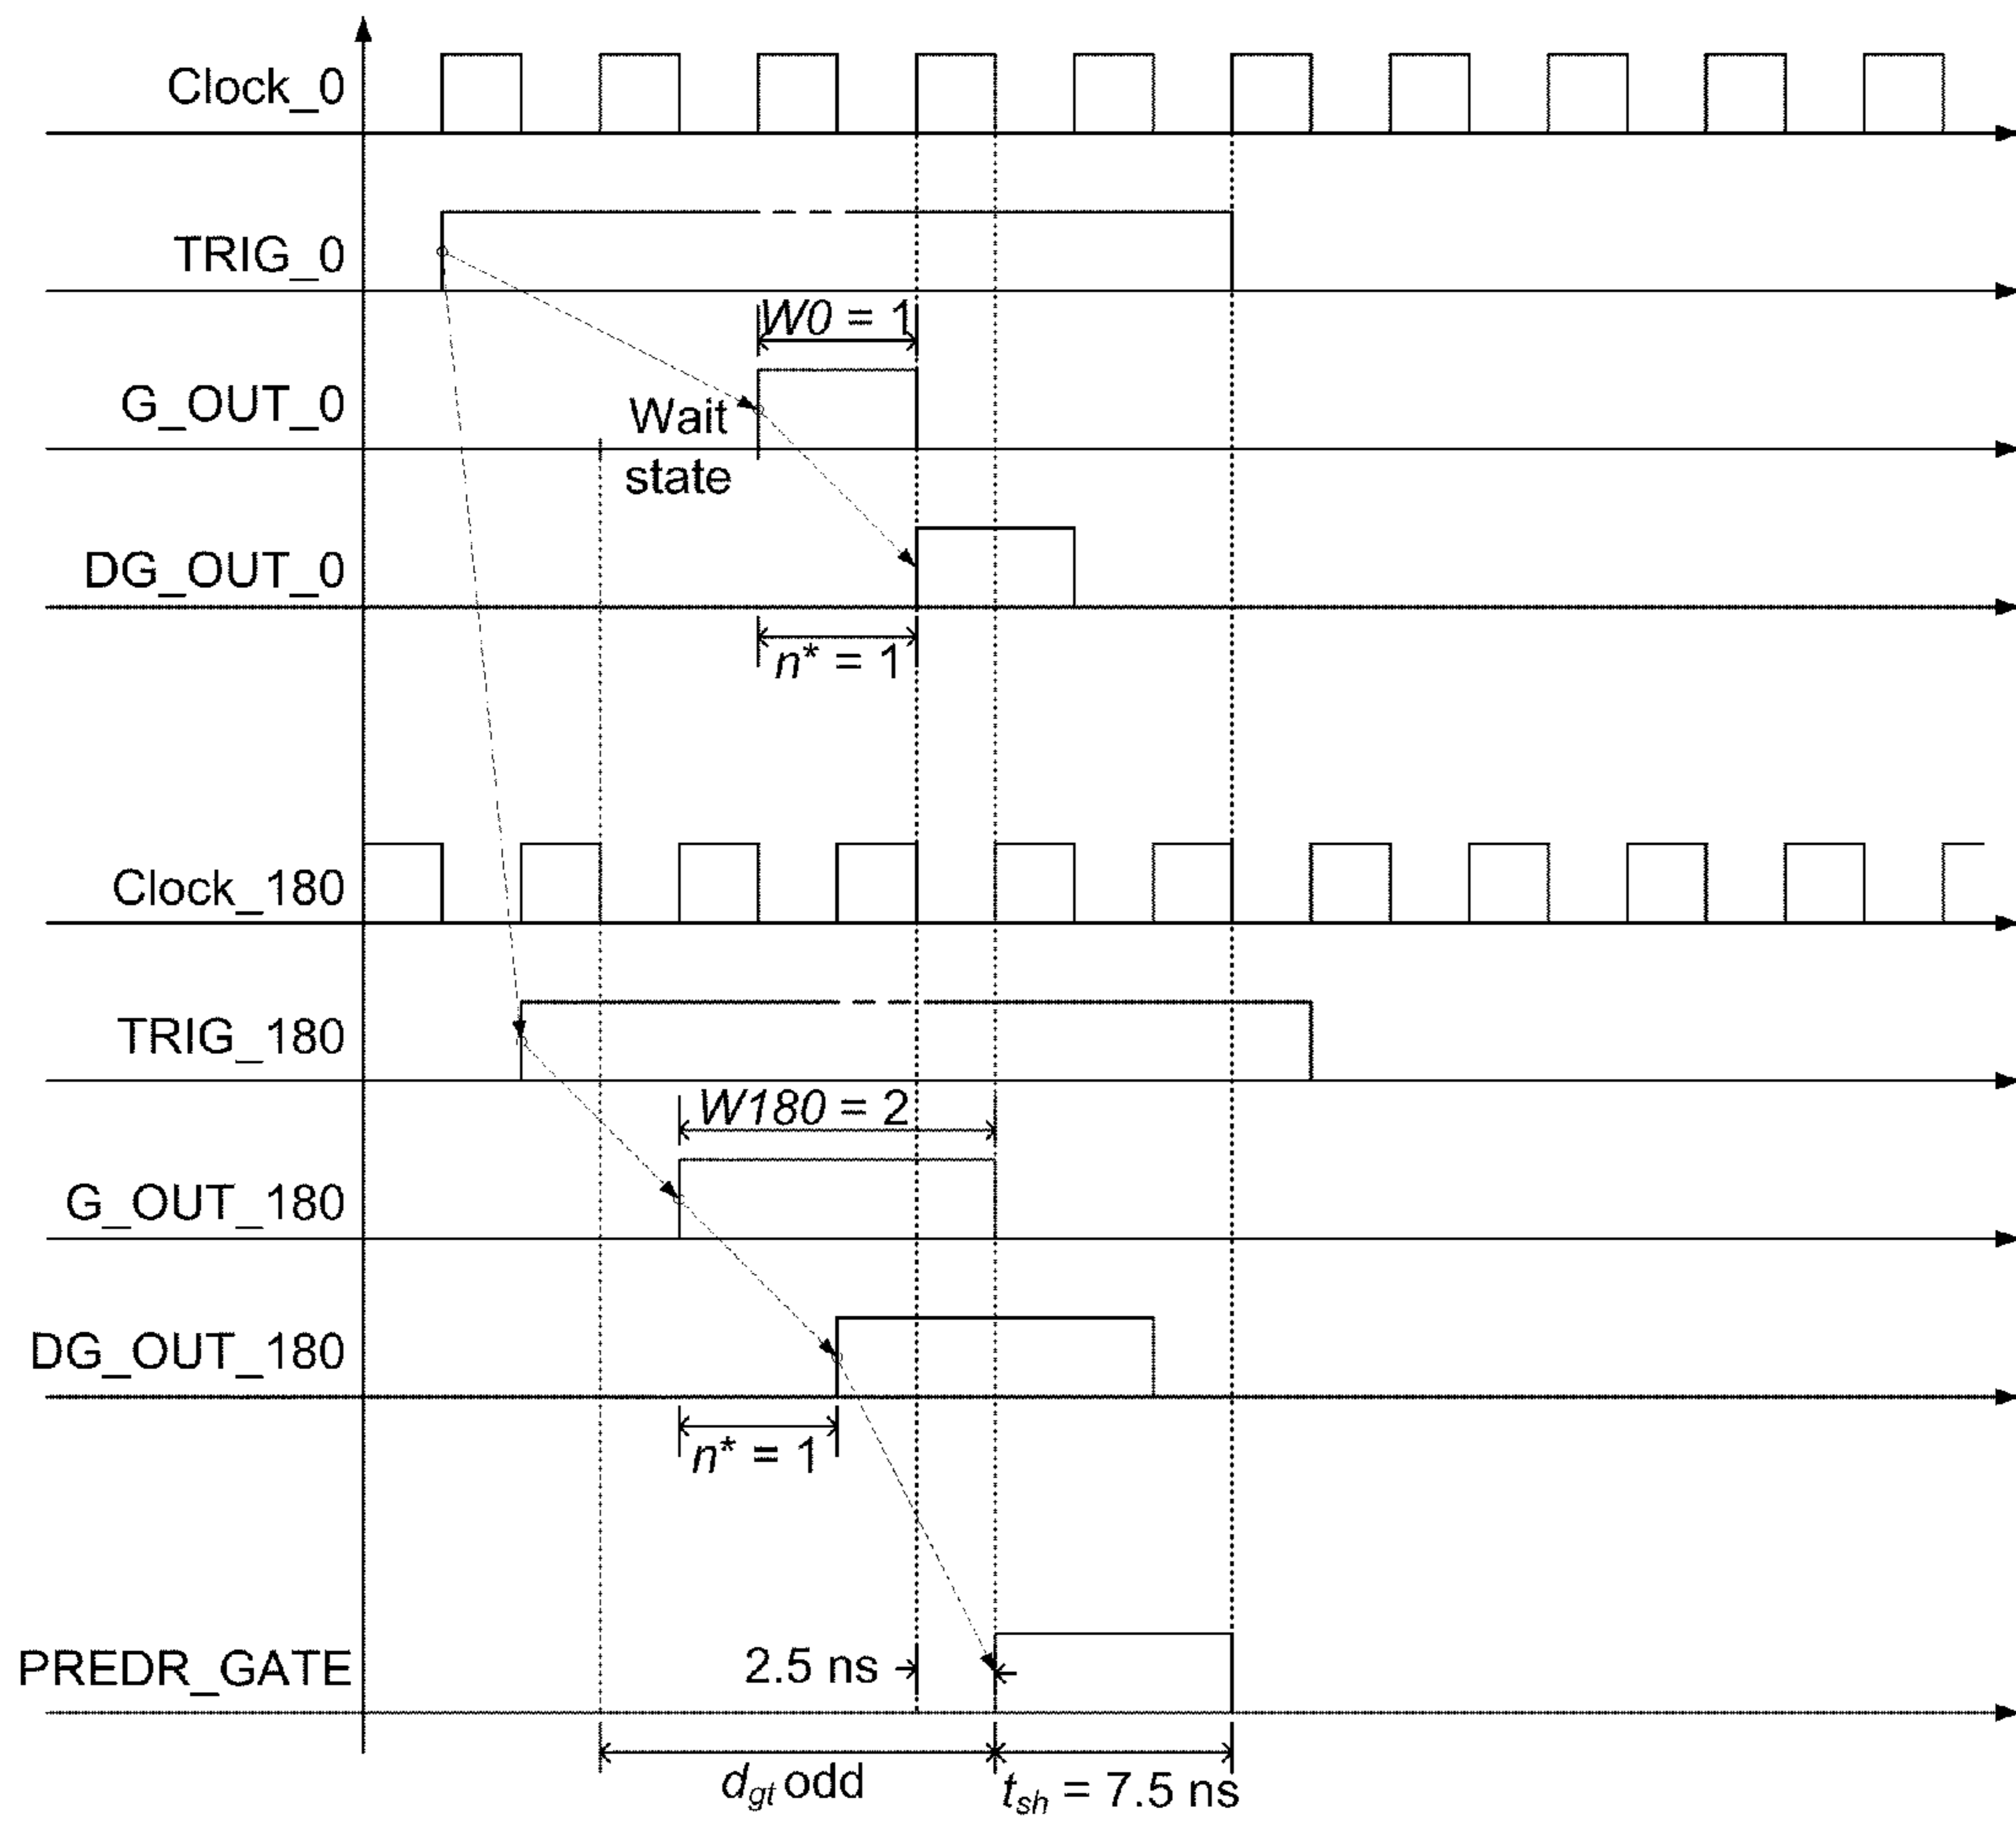 Clock_0
TRIG_0
W0 = 1
G_OUT_0
Wait
state
DG_OUT_0
n* = 1
Clock_180
TRIG_180
W180 = 2
G_OUT_180
DG_OUT_180
n* = 1
PREDR_GATE
2.5 ns
dgt odd
tsh = 7.5 ns